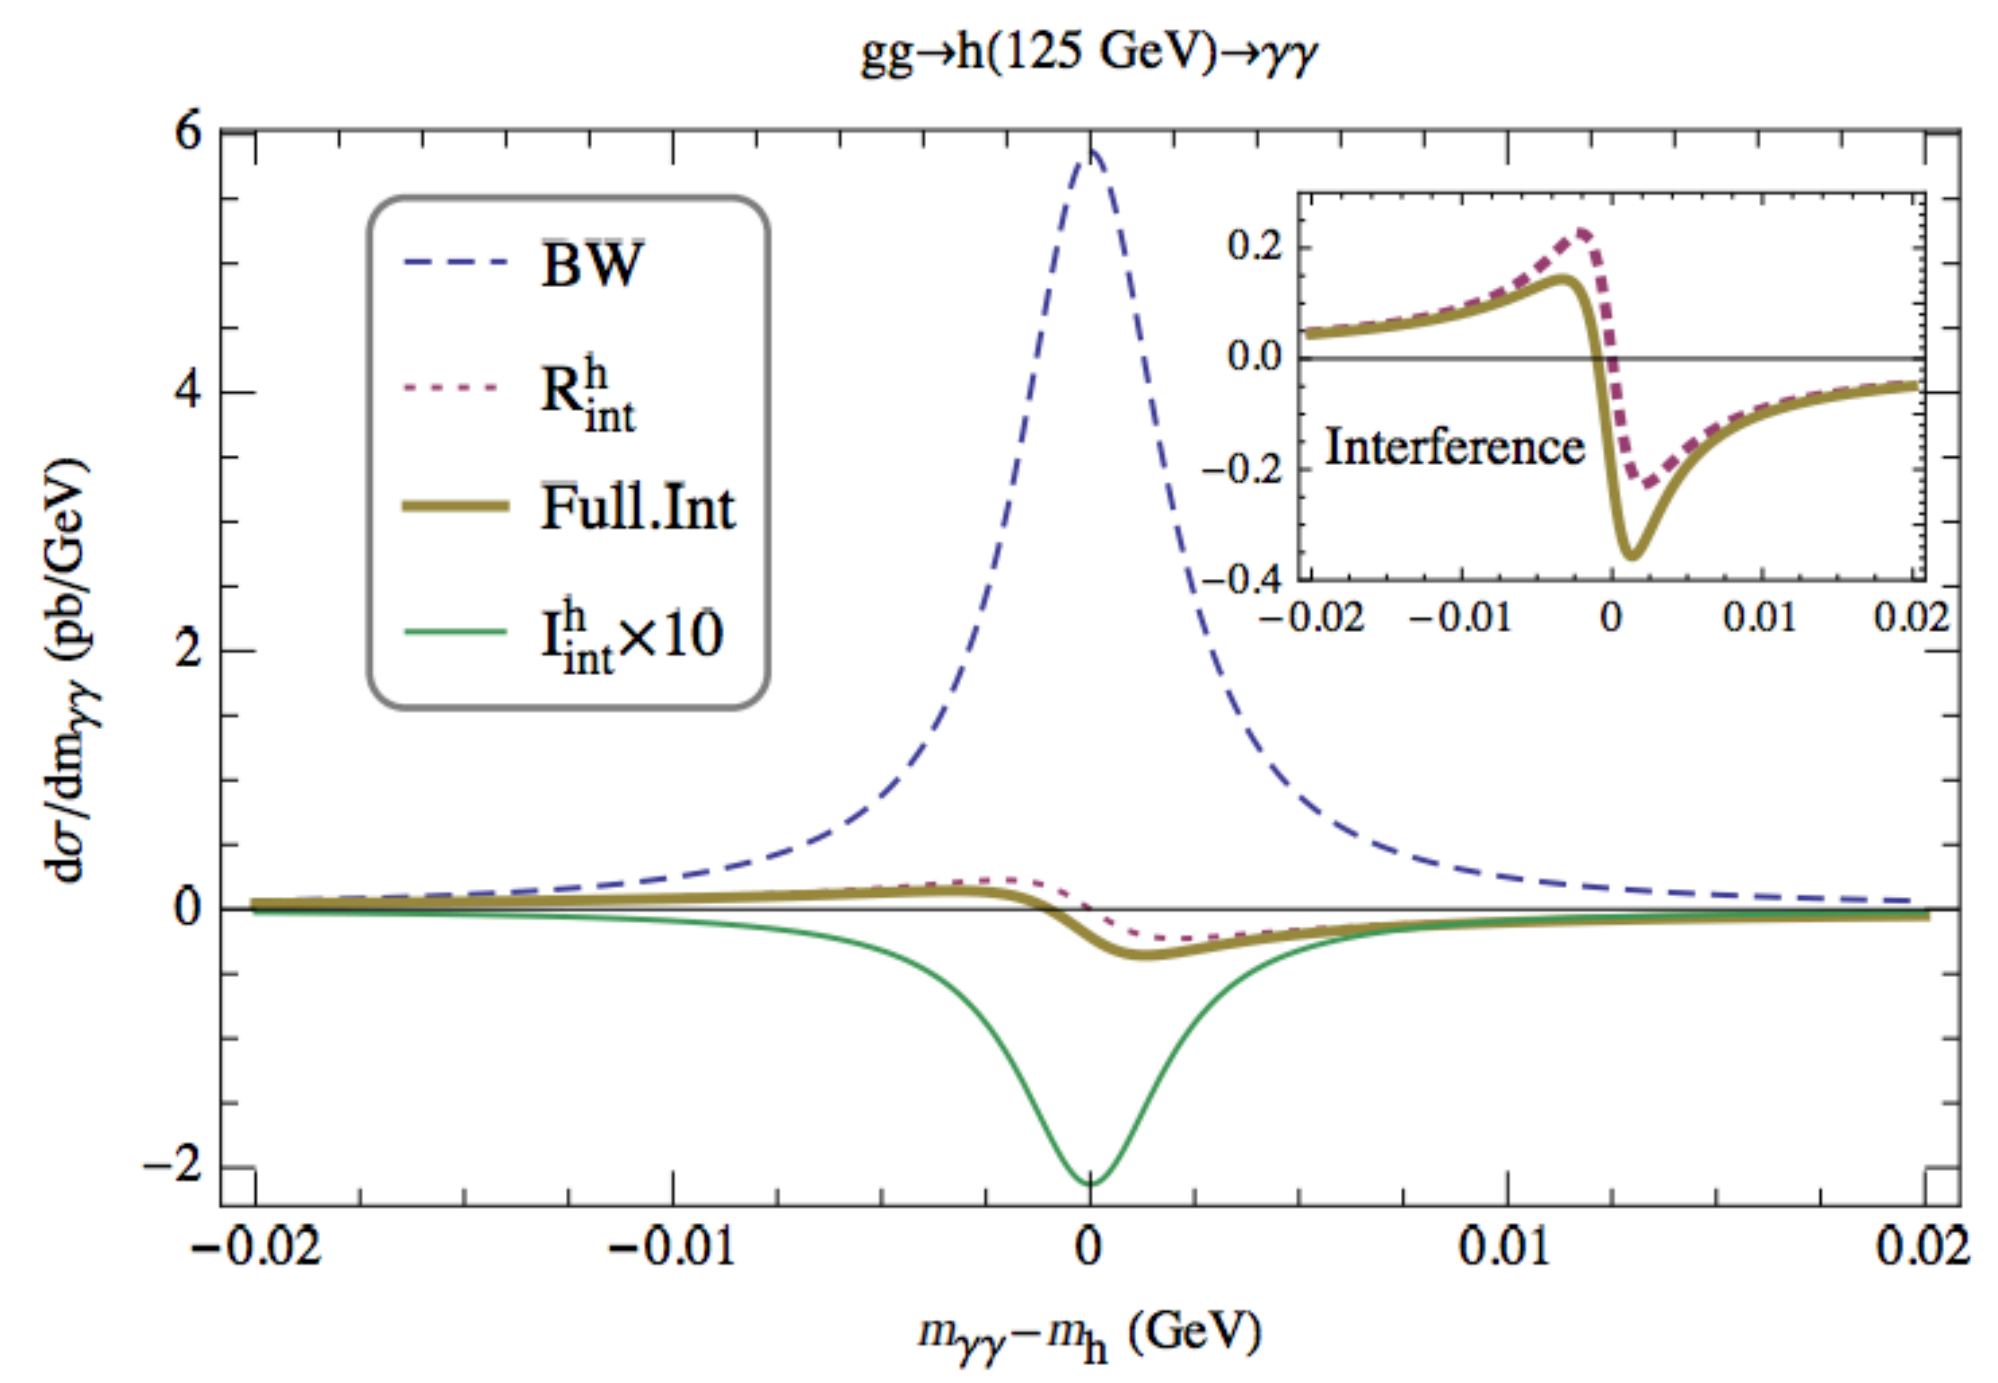 gg→h(125 GeV)→γγ
6
4
2
0
−2
dσ/dmγγ (pb/GeV)
BW
R^h_int
Full.Int
I^h_int×10
0.2
0.0
−0.2
−0.4
Interference
−0.02 −0.01 0 0.01 0.02
−0.02 −0.01 0 0.01 0.02
mγγ−mh (GeV)